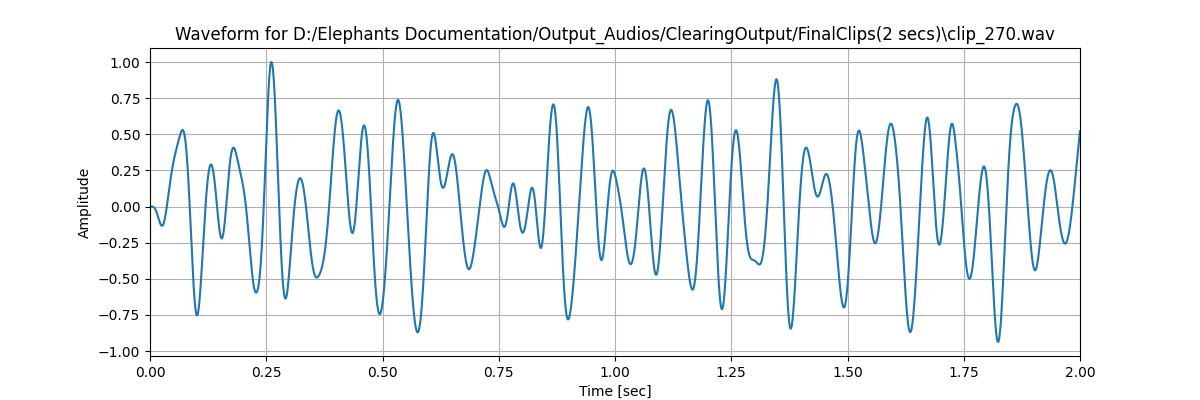 Waveform for D:/Elephants Documentation/Output_Audios/ClearingOutput/FinalClips(2 secs)\clip_270.wav
1.00
0.75
0.50
0.25
0.00
−0.25
−0.50
−0.75
−1.00
Amplitude
0.00 0.25 0.50 0.75 1.00 1.25 1.50 1.75 2.00
Time [sec]